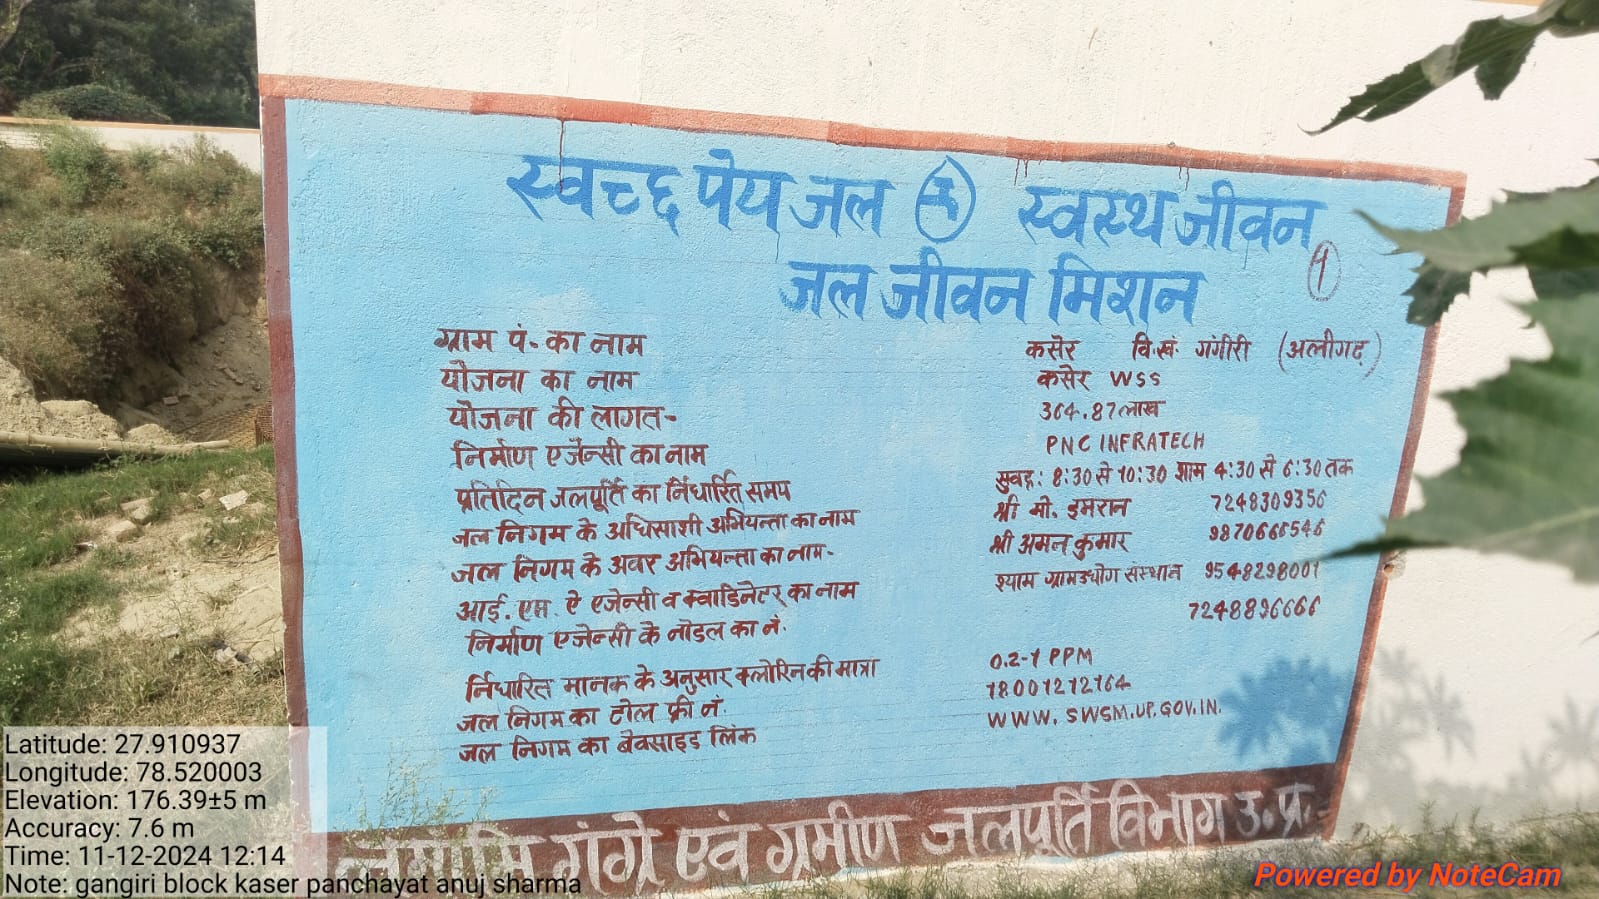 स्वच्छ पेय जल स्वस्थ जीवन
जल जीवन मिशन
१
ग्राम पं. का नाम कसेर वि.खं. गंगीरी (अलीगढ़)
योजना का नाम कसेर WSS
योजना की लागत- 364.87 लाख
निर्माण एजेन्सी का नाम PNC INFRATECH
प्रतिदिन जलपूर्ति का निर्धारित समय सुवह: 8:30 से 10:30 शाम 4:30 से 6:30 तक
जल निगम के अधिसाशी अभियन्ता का नाम श्री मो. इमरान 7248309356
जल निगम के अवर अभियन्ता का नाम- श्री अमन कुमार 9870666546
आई. एस. ऐ एजेन्सी व क्वाडिनेटर का नाम श्याम ग्रामउधोग संस्थान 9548298001
निर्माण एजेन्सी के नोडल का नं. 7248896666
र्निधारित मानक के अनुसार क्लोरिन की मात्रा 0.2-1 PPM
जल निगम का टोल फ्री नं. 18001212164
जल निगम का बेवसाइड लिंक WWW. SWSM.UP.GOV.IN.
नमामि गंगे एवं ग्रमीण जलपूर्ति विभाग उ. प्र.
Latitude: 27.910937
Longitude: 78.520003
Elevation: 176.39±5 m
Accuracy: 7.6 m
Time: 11-12-2024 12:14
Note: gangiri block kaser panchayat anuj sharma
Powered by NoteCam